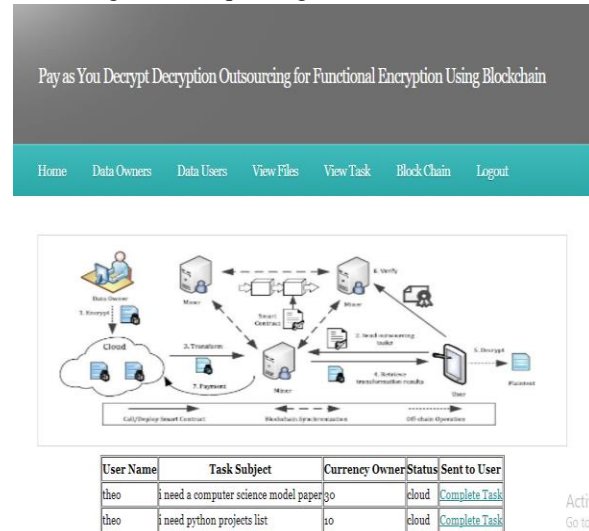 Pay as You Decrypt Decryption Outsourcing for Functional Encryption Using Blockchain
Home Data Owners Data Users View Files View Task Block Chain Logout
Data Owner
1. Encrypt
Cloud
Miner
Smart
Contract
Miner
6. Verify
3. Transform
7. Payment
Miner
2. Send outsourcing
tasks
4. Retrieve
transformation results
5. Decrypt
User
Plaintext
Call/Deploy Smart Contract Blockchain Synchronization Off-chain Operation
User Name Task Subject Currency Owner Status Sent to User
theo i need a computer science model paper 30 cloud Complete Task
theo i need python projects list 10 cloud Complete Task
Acti
Go to